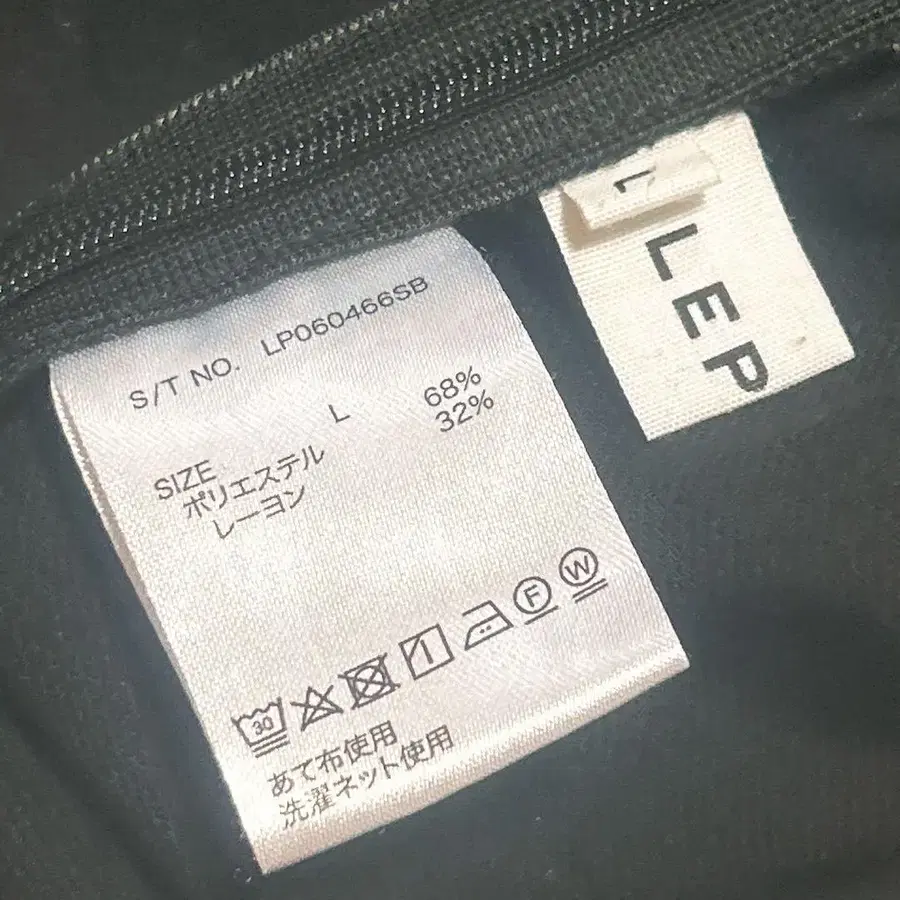 S/T NO. LP060466SB
SIZE L
ポリエステル 68%
レーヨン 32%
30
F
W
あて布使用
洗濯ネット使用
L
LEP